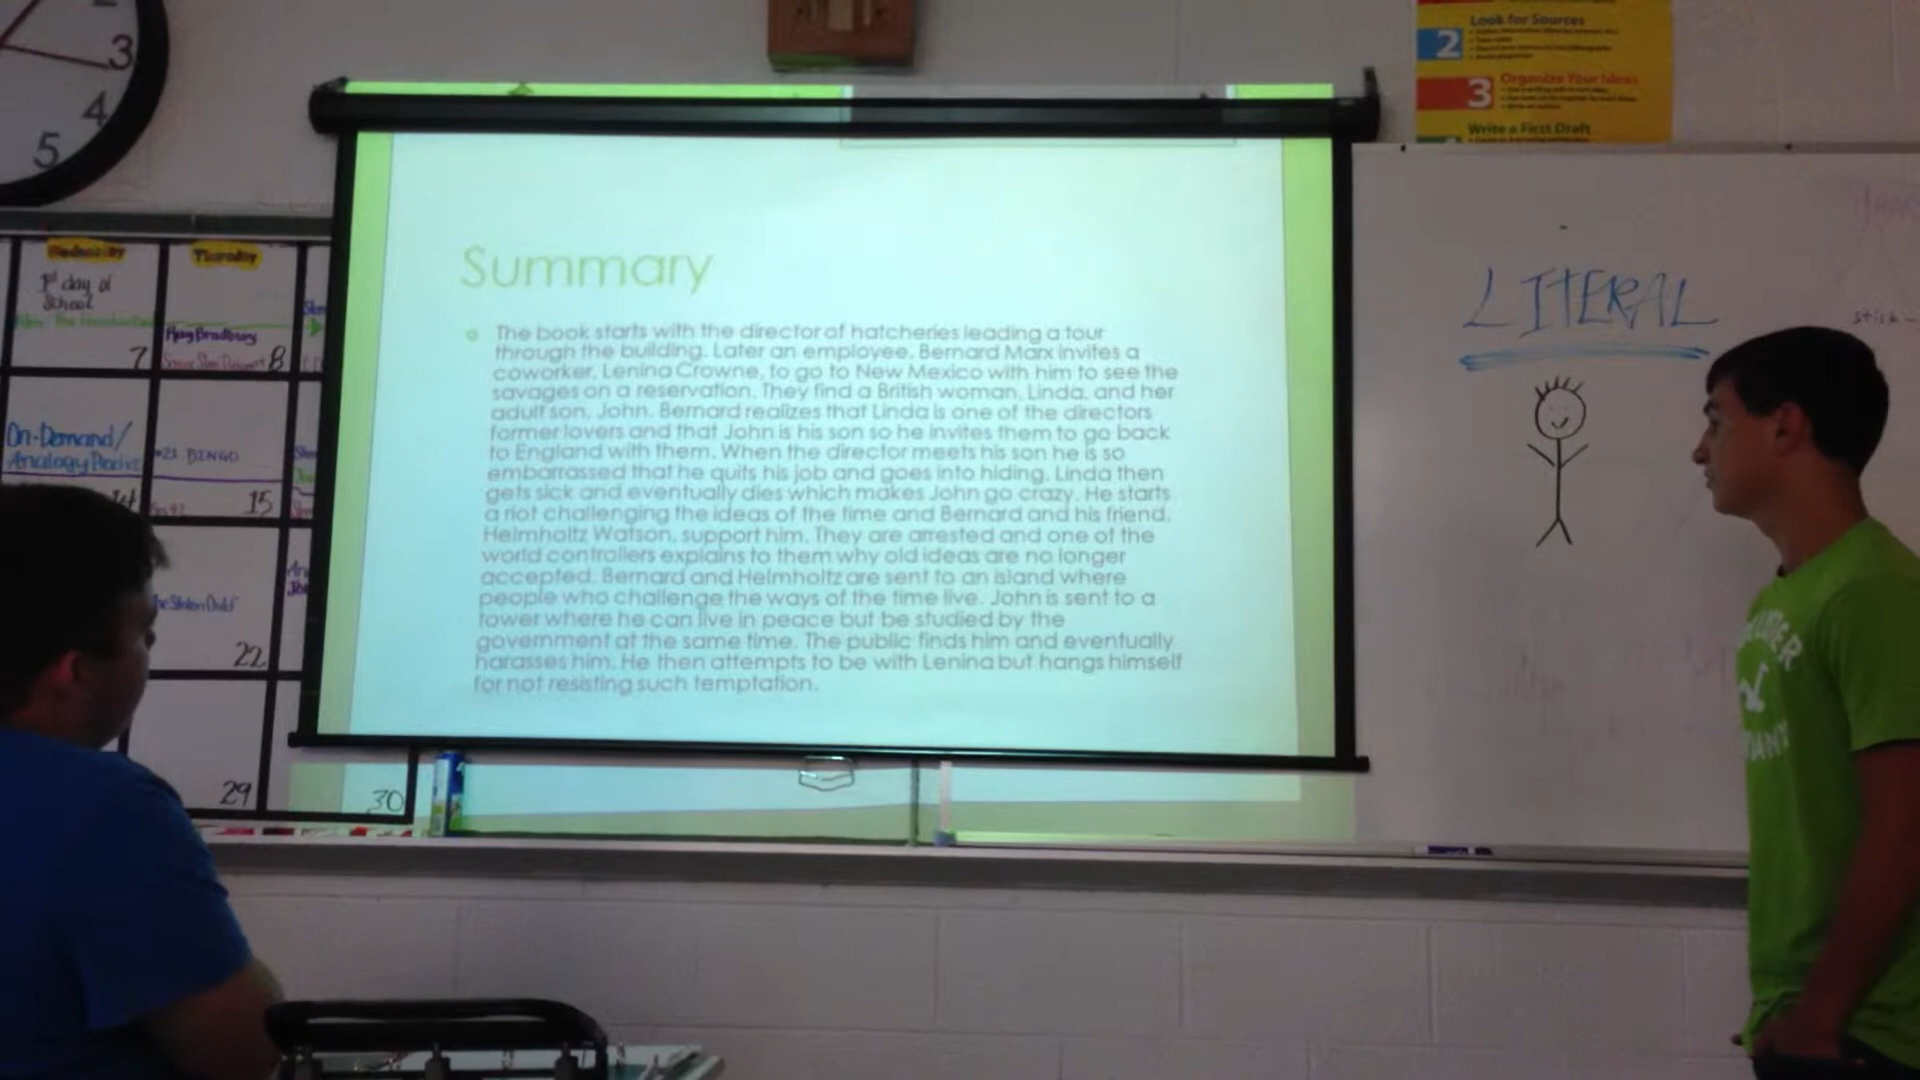 2
3
4
5
2 Look for Sources
3 Organize Your Ideas
Write a First Draft
Wednesday
Thursday
1st day of
School
7
Ray Bradbury
8
On-Demand/
14
#21 BINGO
15
22
29
30
Summary
The book starts with the director of hatcheries leading a tour
through the building. Later an employee, Bernard Marx invites a
coworker, Lenina Crowne, to go to New Mexico with him to see the
savages on a reservation. They find a British woman, Linda, and her
adult son, John. Bernard realizes that Linda is one of the directors
former lovers and that John is his son so he invites them to go back
to England with them. When the director meets his son he is so
embarrassed that he quits his job and goes into hiding. Linda then
gets sick and eventually dies which makes John go crazy. He starts
a riot challenging the ideas of the time and Bernard and his friend,
Helmholtz Watson, support him. They are arrested and one of the
world controllers explains to them why old ideas are no longer
accepted. Bernard and Helmholtz are sent to an island where
people who challenge the ways of the time live. John is sent to a
tower where he can live in peace but be studied by the
government at the same time. The public finds him and eventually
harasses him. He then attempts to be with Lenina but hangs himself
for not resisting such temptation.
LITERAL
stick-